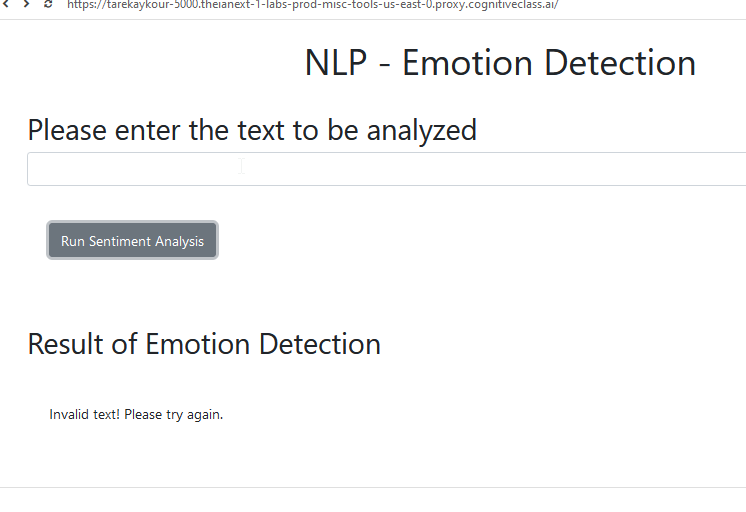 https://tarekaykour-5000.theianext-1-labs-prod-misc-tools-us-east-0.proxy.cognitiveclass.ai/
NLP - Emotion Detection
Please enter the text to be analyzed
Run Sentiment Analysis
Result of Emotion Detection
Invalid text! Please try again.